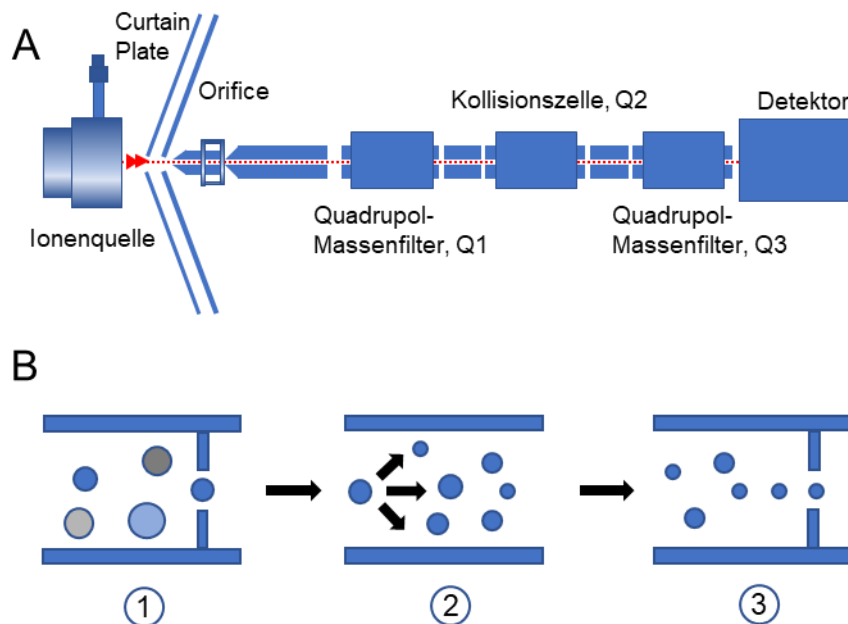 A
Curtain
Plate
Orifice
Kollisionszelle, Q2
Detektor
Ionenquelle
Quadrupol-
Massenfilter, Q1
Quadrupol-
Massenfilter, Q3
B
1
2
3